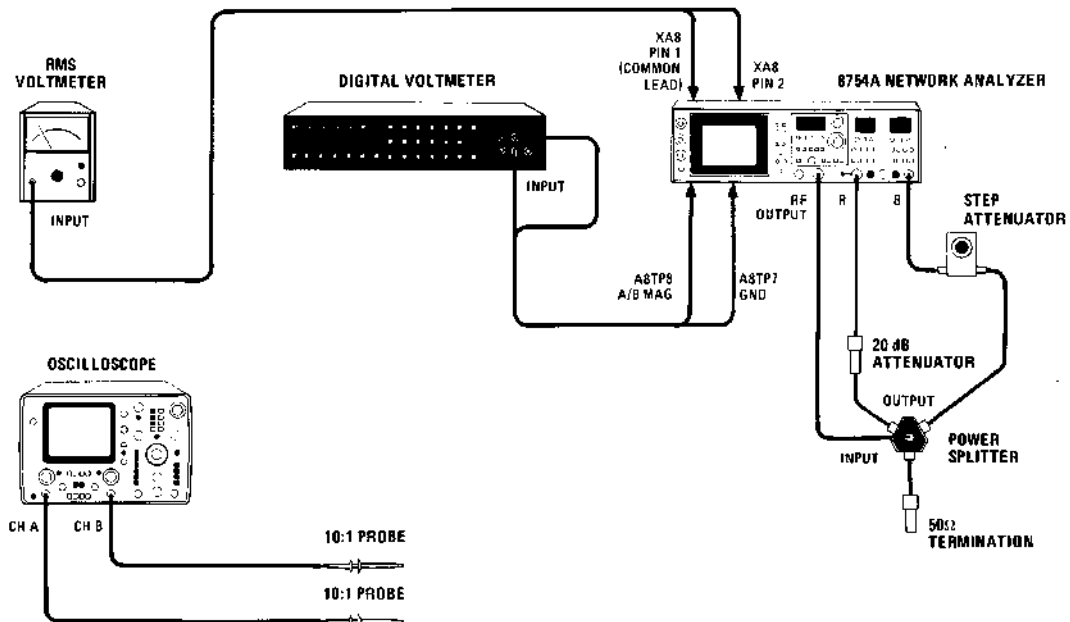 RMS
VOLTMETER
INPUT
DIGITAL VOLTMETER
INPUT
XA8
PIN 1
(COMMON
LEAD)
XA8
PIN 2
8754A NETWORK ANALYZER
RF
OUTPUT
R
B
STEP
ATTENUATOR
A8TP8
A/B MAG
A8TP7
GND
20 dB
ATTENUATOR
OUTPUT
INPUT
POWER
SPLITTER
50Ω
TERMINATION
OSCILLOSCOPE
CH A
CH B
10:1 PROBE
10:1 PROBE